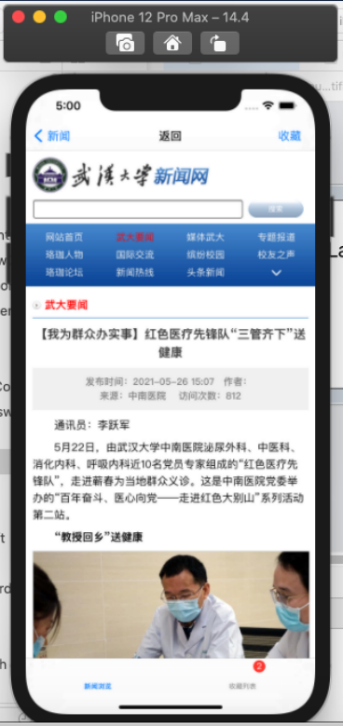 iPhone 12 Pro Max – 14.4
5:00
新闻
返回
收藏
武汉大学新闻网
搜索
网站首页 武大要闻 媒体武大 专题报道
珞珈人物 国际交流 缤纷校园 校友之声
珞珈论坛 新闻热线 头条新闻
武大要闻
【我为群众办实事】红色医疗先锋队“三管齐下”送
健康
发布时间：2021-05-26 15:07 作者：
来源：中南医院 访问次数：812
通讯员：李跃军
5月22日，由武汉大学中南医院泌尿外科、中医科、
消化内科、呼吸内科近10名党员专家组成的“红色医疗先
锋队”，走进蕲春为当地群众义诊。这是中南医院党委举
办的“百年奋斗、医心向党——走进红色大别山”系列活动
第二站。
“教授回乡”送健康
2
新闻浏览
收藏列表